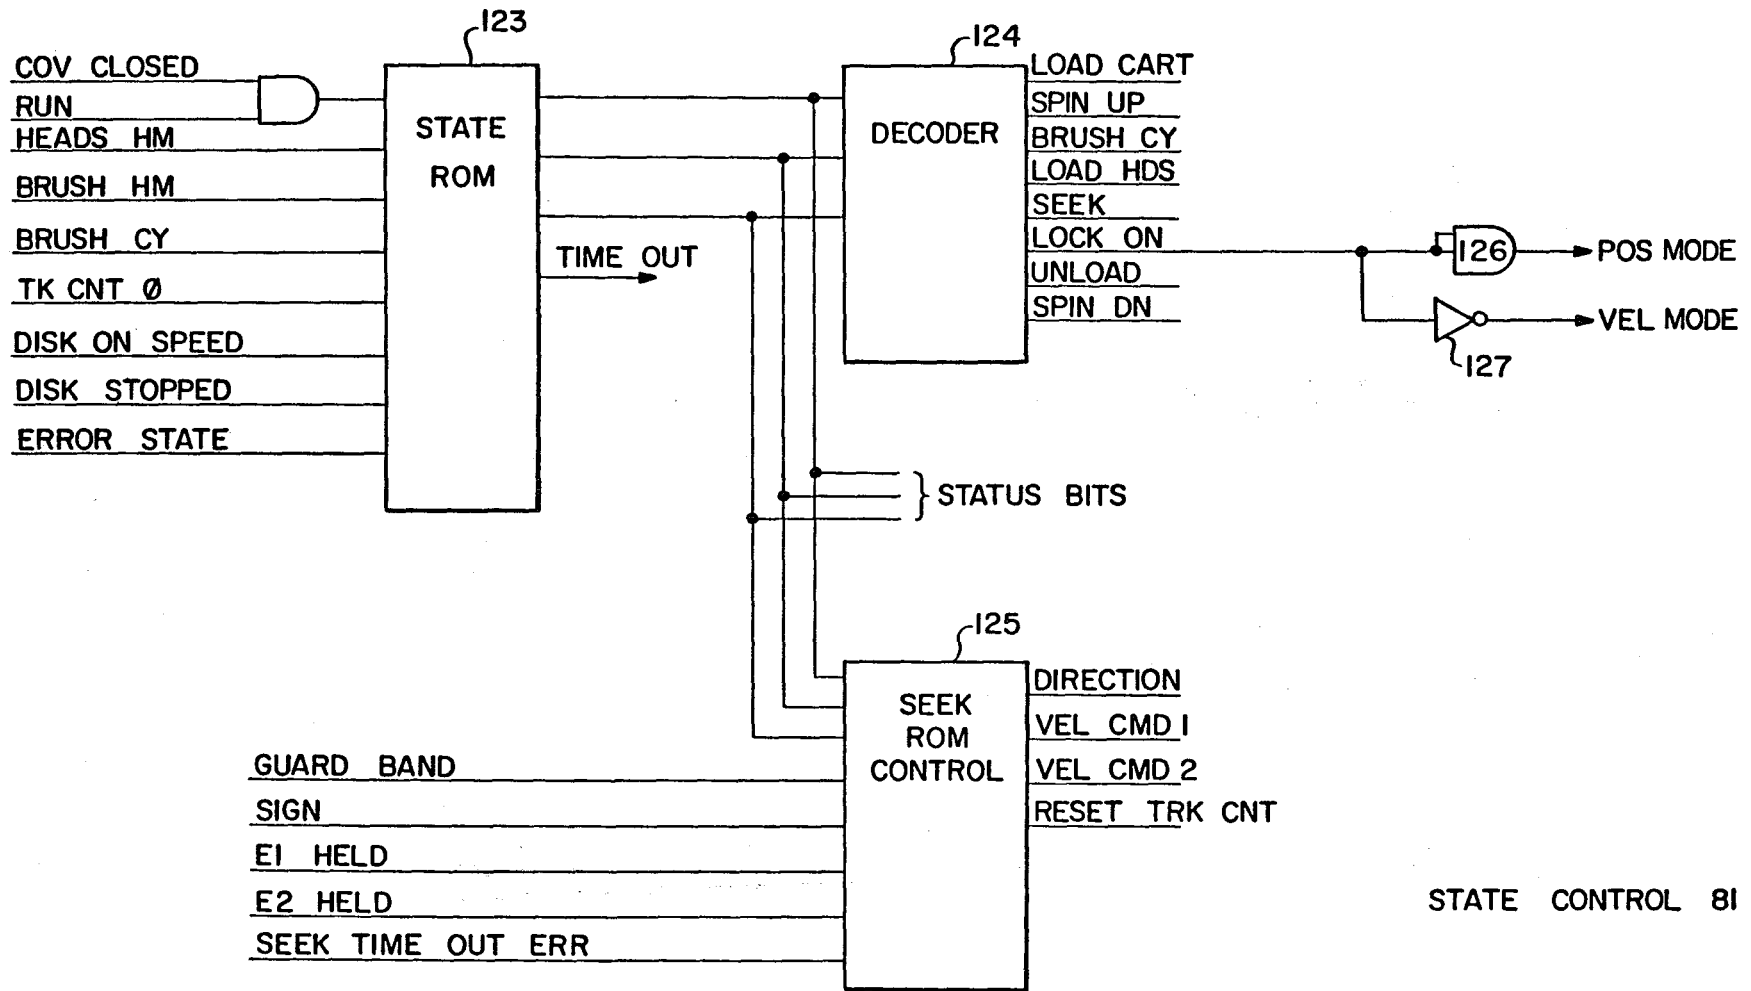 123
COV CLOSED
RUN
HEADS HM
BRUSH HM
BRUSH CY
TK CNT Ø
DISK ON SPEED
DISK STOPPED
ERROR STATE
STATE
ROM
TIME OUT
124
DECODER
LOAD CART
SPIN UP
BRUSH CY
LOAD HDS
SEEK
LOCK ON
UNLOAD
SPIN DN
126
POS MODE
VEL MODE
127
STATUS BITS
125
SEEK
ROM
CONTROL
GUARD BAND
SIGN
E1 HELD
E2 HELD
SEEK TIME OUT ERR
DIRECTION
VEL CMD 1
VEL CMD 2
RESET TRK CNT
STATE CONTROL 81